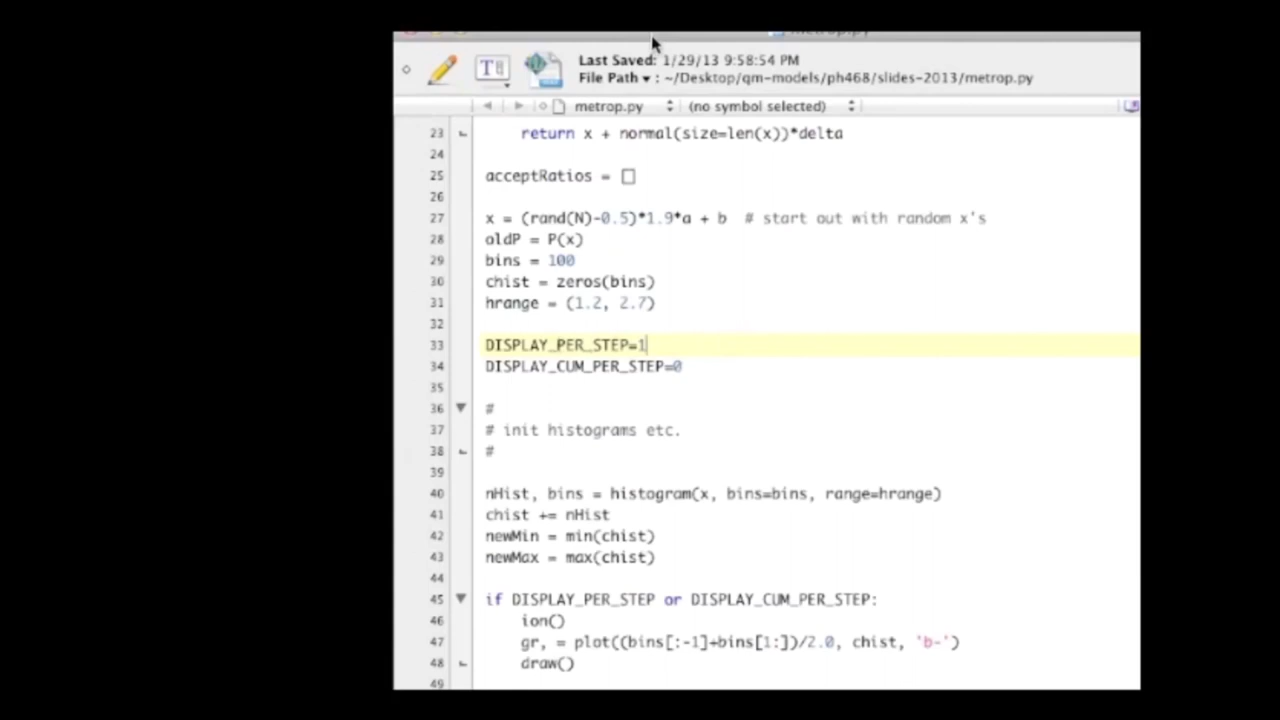 metrop.py
Last Saved: 1/29/13 9:58:54 PM
File Path ▾ : ~/Desktop/qm-models/ph468/slides-2013/metrop.py
metrop.py (no symbol selected)
23 return x + normal(size=len(x))*delta
24
25 acceptRatios = []
26
27 x = (rand(N)-0.5)*1.9*a + b # start out with random x's
28 oldP = P(x)
29 bins = 100
30 chist = zeros(bins)
31 hrange = (1.2, 2.7)
32
33 DISPLAY_PER_STEP=1
34 DISPLAY_CUM_PER_STEP=0
35
36 #
37 # init histograms etc.
38 #
39
40 nHist, bins = histogram(x, bins=bins, range=hrange)
41 chist += nHist
42 newMin = min(chist)
43 newMax = max(chist)
44
45 if DISPLAY_PER_STEP or DISPLAY_CUM_PER_STEP:
46 ion()
47 gr, = plot((bins[:-1]+bins[1:])/2.0, chist, 'b-')
48 draw()
49